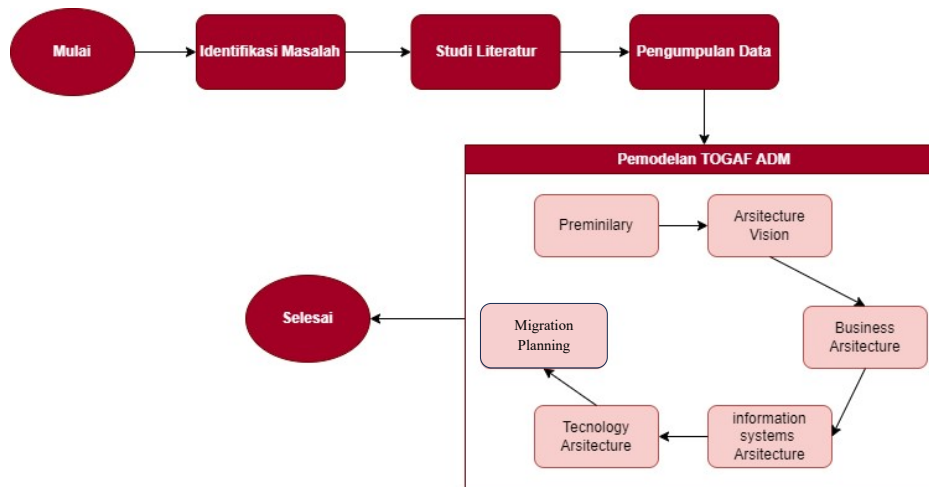 Mulai
Identifikasi Masalah
Studi Literatur
Pengumpulan Data
Pemodelan TOGAF ADM
Preminilary
Arsitecture
Vision
Business
Arsitecture
information
systems
Arsitecture
Tecnology
Arsitecture
Migration
Planning
Selesai